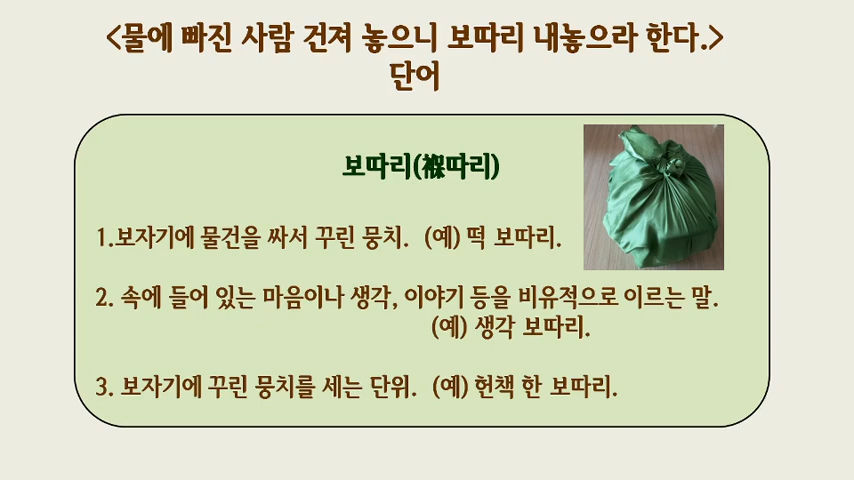 <물에 빠진 사람 건져 놓으니 보따리 내놓으라 한다.>
단어
보따리(褓따리)
1.보자기에 물건을 싸서 꾸린 뭉치. (예) 떡 보따리.
2. 속에 들어 있는 마음이나 생각, 이야기 등을 비유적으로 이르는 말.
(예) 생각 보따리.
3. 보자기에 꾸린 뭉치를 세는 단위. (예) 헌책 한 보따리.